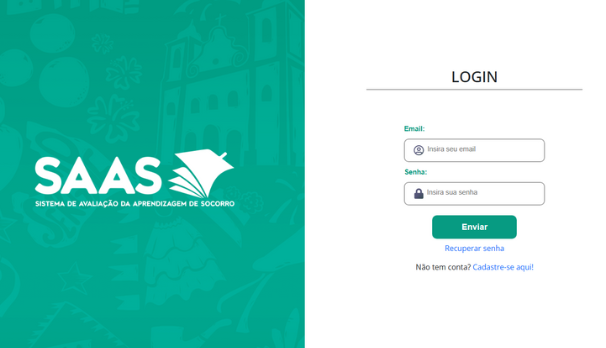 SAAS
SISTEMA DE AVALIAÇÃO DA APRENDIZAGEM DE SOCORRO
LOGIN
Email:
Insira seu email
Senha:
Insira sua senha
Enviar
Recuperar senha
Não tem conta? Cadastre-se aqui!